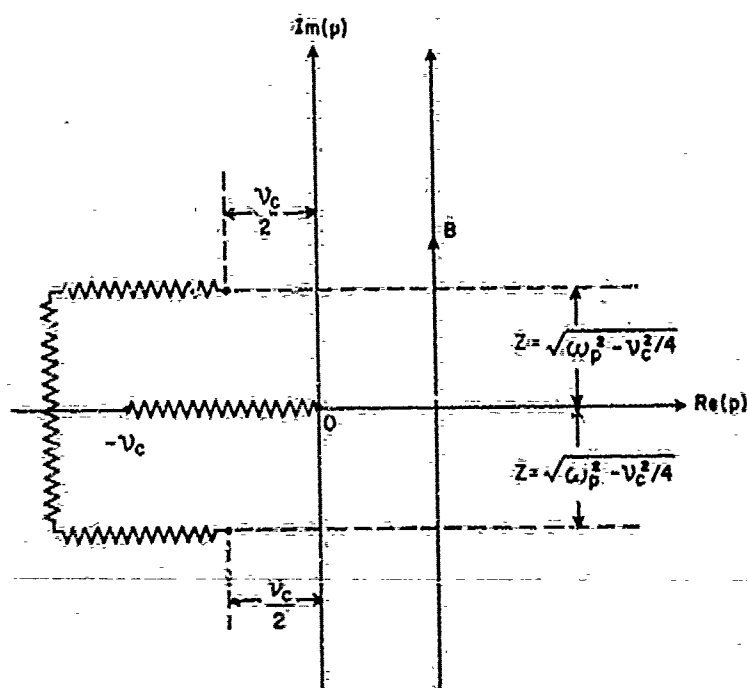 Im(p)
ν_c
2
B
Z = √ω_p² - ν_c²/4
Re(p)
0
-ν_c
Z = √ω_p² - ν_c²/4
ν_c
2